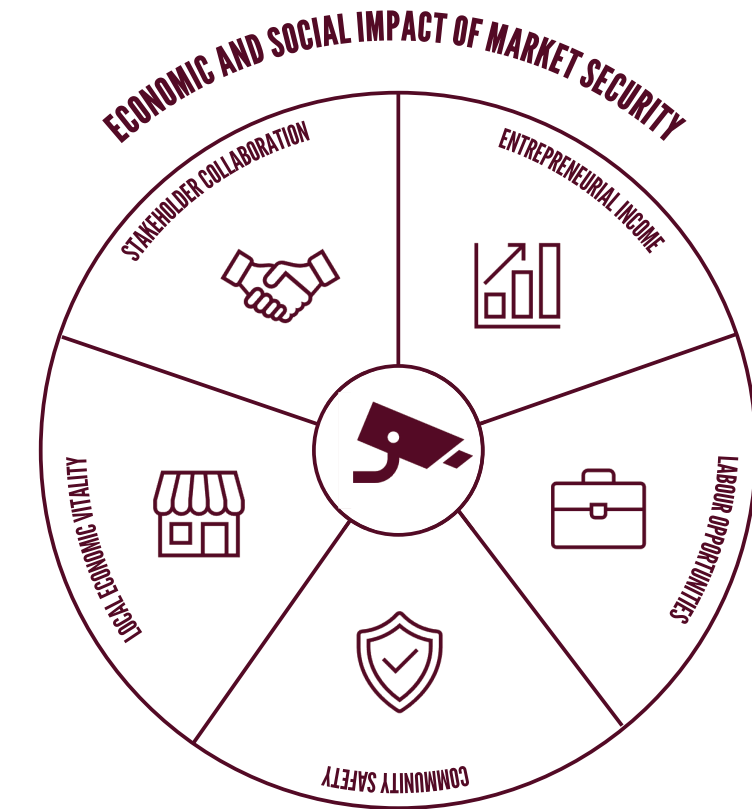 ECONOMIC AND SOCIAL IMPACT OF MARKET SECURITY
STAKEHOLDER COLLABORATION
ENTREPRENEURIAL INCOME
LOCAL ECONOMIC VITALITY
LABOUR OPPORTUNITIES
COMMUNITY SAFETY